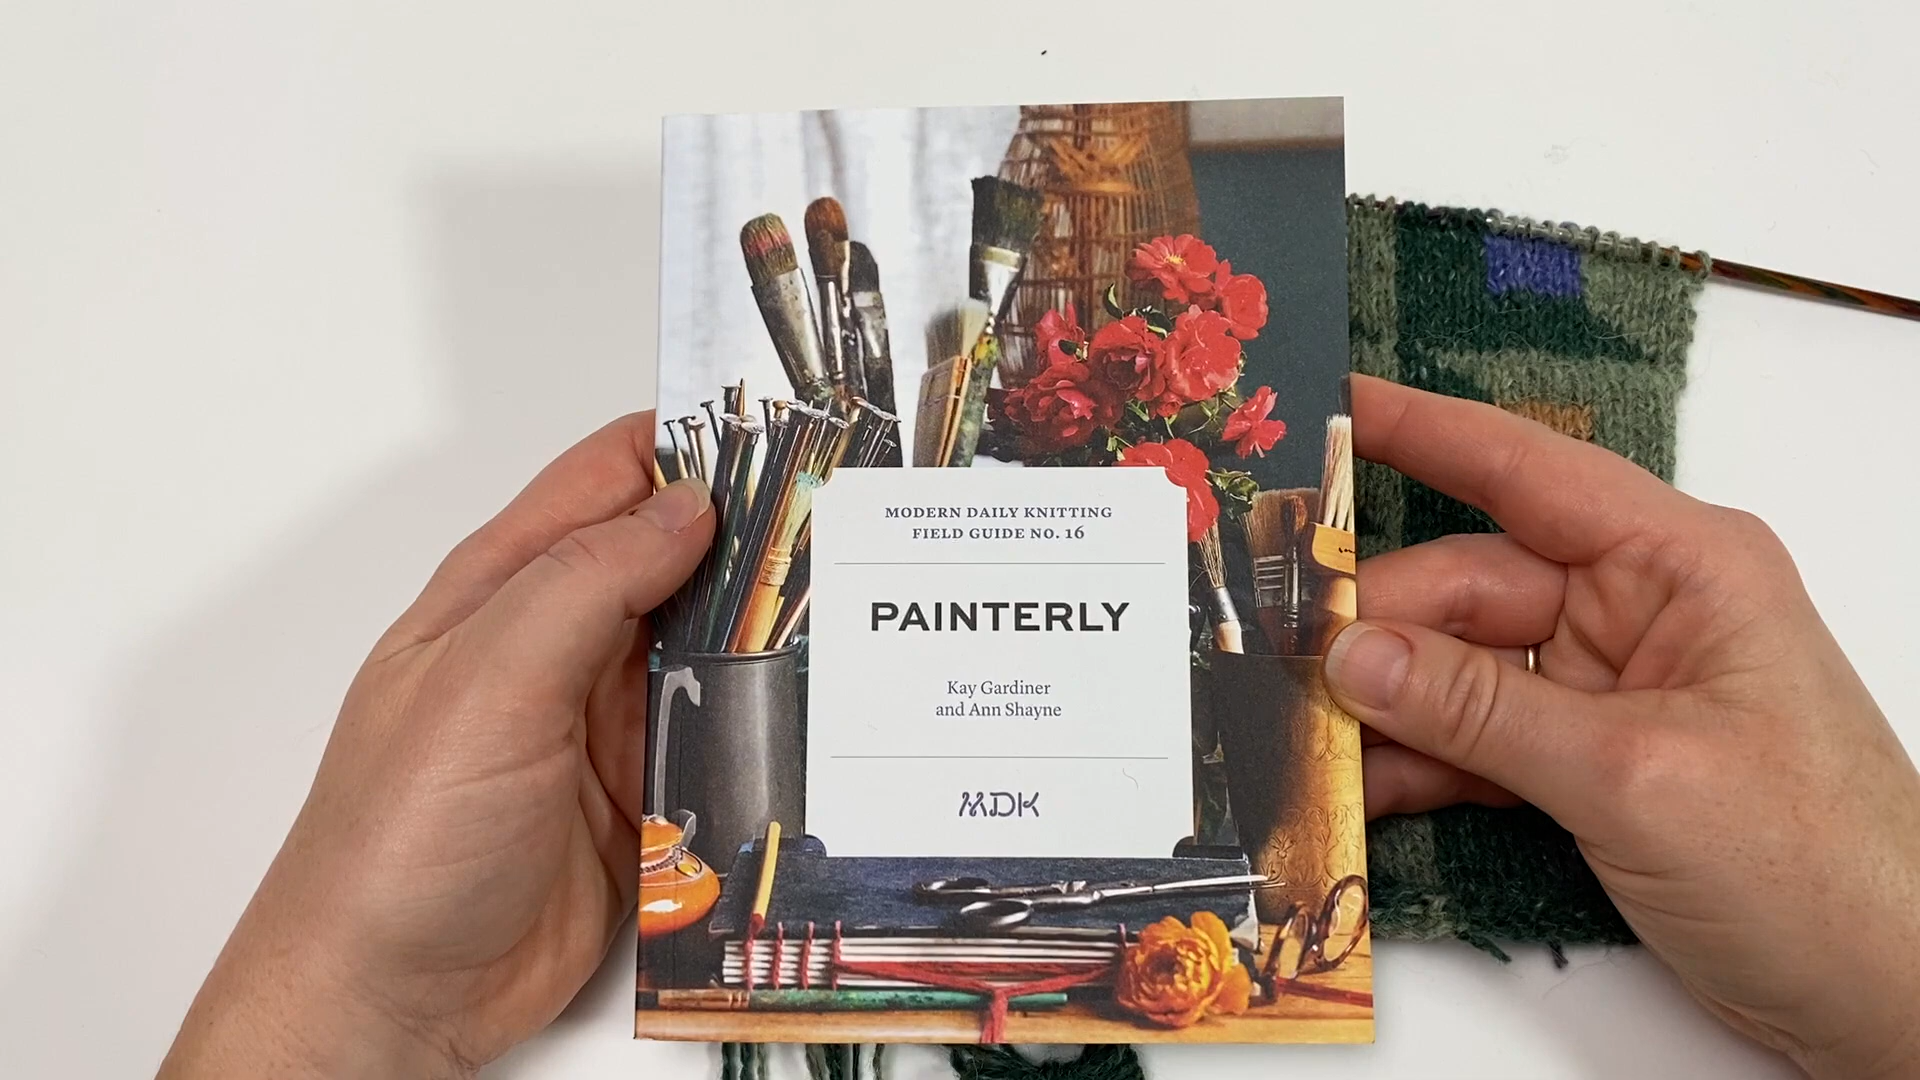 MODERN DAILY KNITTING
FIELD GUIDE NO. 16
PAINTERLY
Kay Gardiner
and Ann Shayne
MDK